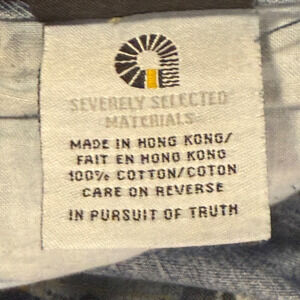 SEVERELY SELECTED
MATERIALS
MADE IN HONG KONG/
FAIT EN HONG KONG
100% COTTON/COTON
CARE ON REVERSE
IN PURSUIT OF TRUTH